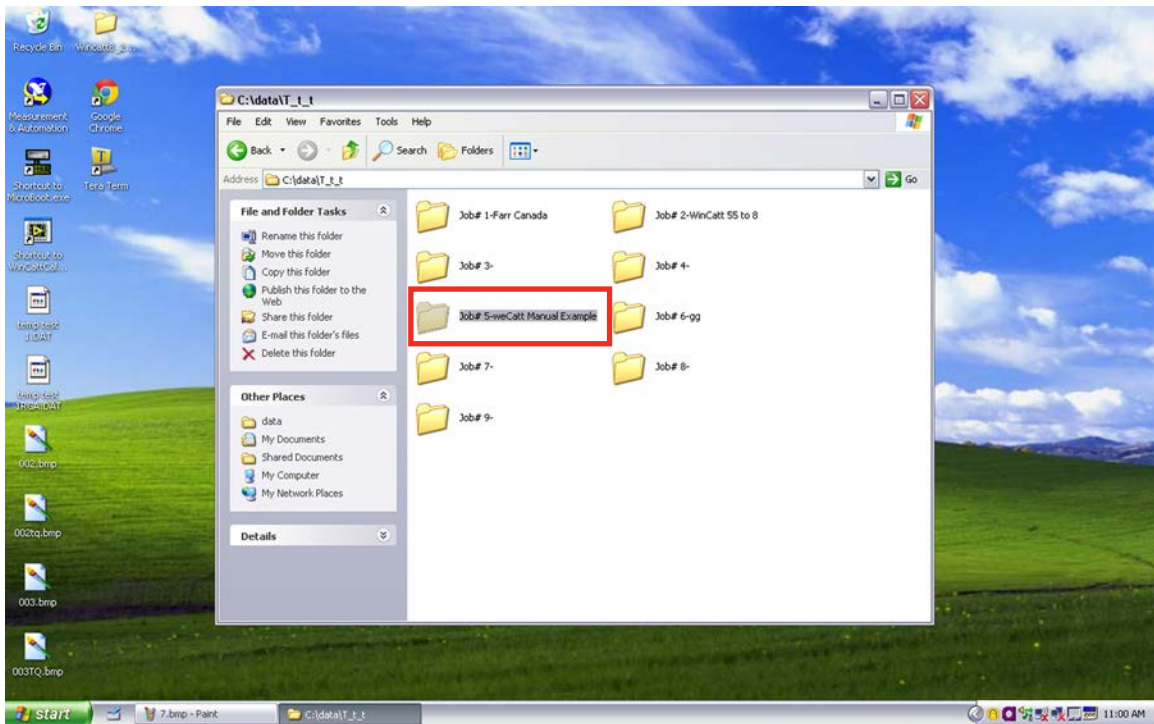 Recycle Bin
Measurement
& Automation
Google
Chrome
Shortcut to
MicroBoot.exe
Tera Term
Shortcut to
temp test
temp test
002.bmp
002tq.bmp
003.bmp
003TQ.bmp
C:\data\T_t_t
File Edit View Favorites Tools Help
Back Search Folders
Address C:\data\T_t_t Go
File and Folder Tasks
Rename this folder
Move this folder
Copy this folder
Publish this folder to the
Web
Share this folder
E-mail this folder's files
Delete this folder
Other Places
data
My Documents
Shared Documents
My Computer
My Network Places
Details
Job# 1-Farr Canada
Job# 2-WinCatt 55 to 8
Job# 3-
Job# 4-
Job# 5-weCatt Manual Example
Job# 6-gg
Job# 7-
Job# 8-
Job# 9-
start
7.bmp - Paint
C:\data\T_t_t
11:00 AM